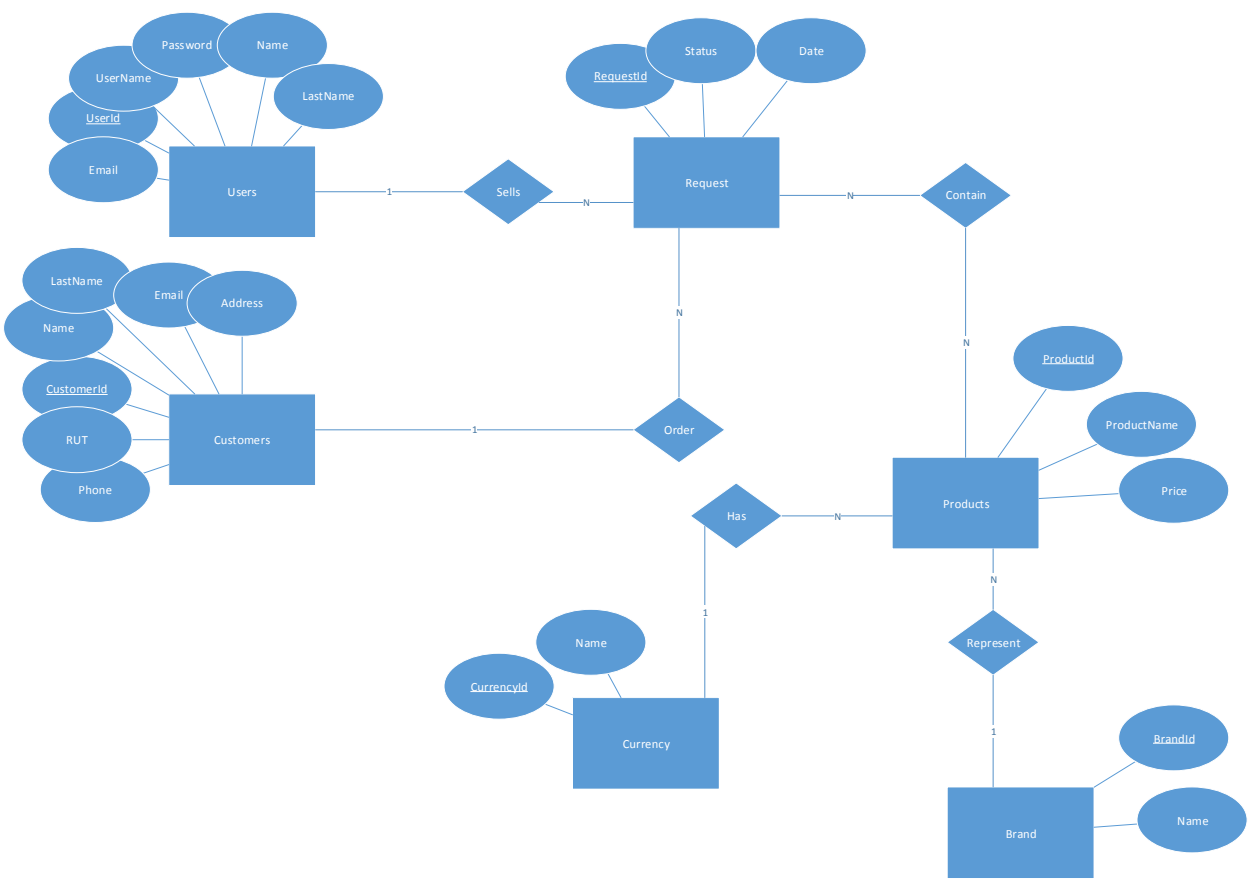 Password
Name
UserName
LastName
UserId
Email
Users
1
Sells
N
RequestId
Status
Date
Request
N
Contain
N
N
LastName
Email
Address
Name
CustomerId
RUT
Phone
Customers
1
Order
ProductId
ProductName
Price
Products
Has
N
1
N
Represent
1
Name
CurrencyId
Currency
BrandId
Name
Brand